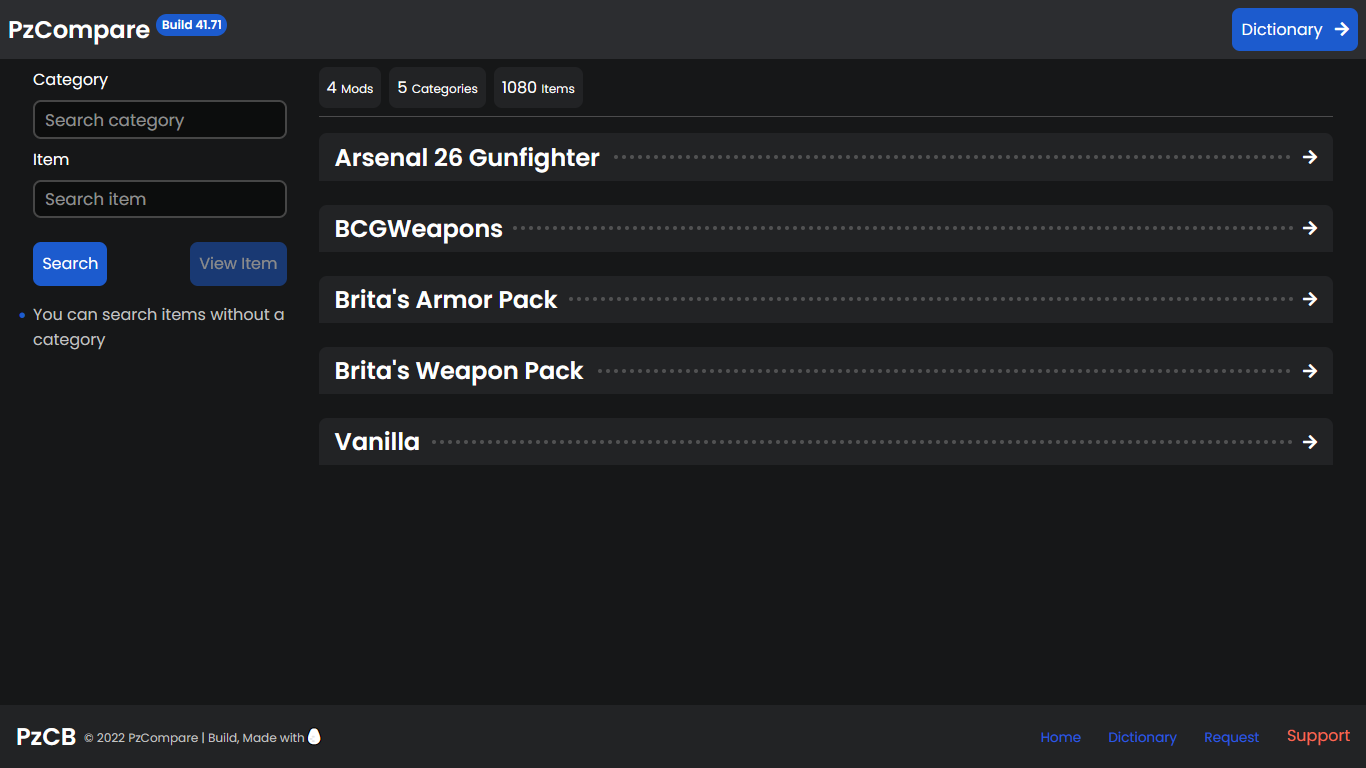 PzCompare Build 41.71
Dictionary
Category
Search category
Item
Search item
Search
View Item
You can search items without a
category
4 Mods
5 Categories
1080 Items
Arsenal 26 Gunfighter
BCGWeapons
Brita's Armor Pack
Brita's Weapon Pack
Vanilla
PzCB © 2022 PzCompare | Build, Made with
Home
Dictionary
Request
Support